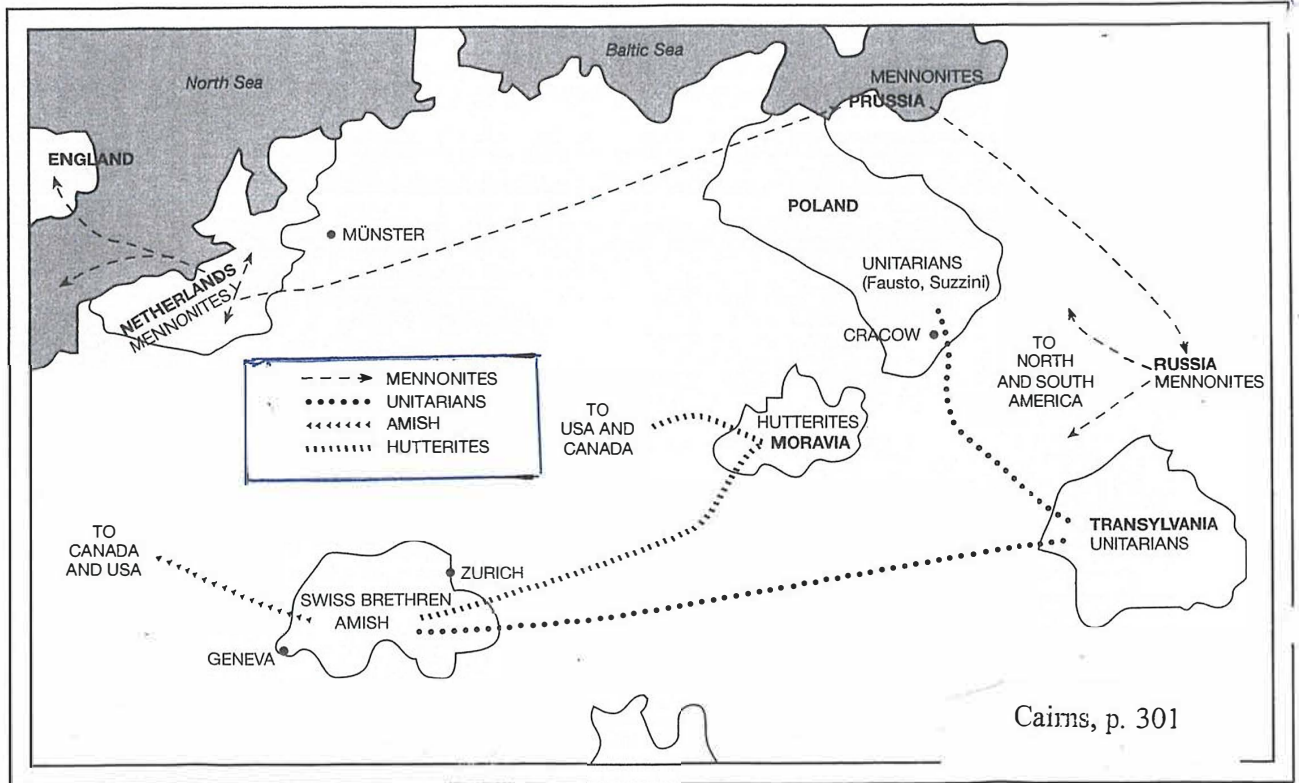 North Sea
Baltic Sea
MENNONITES
PRUSSIA
ENGLAND
MÜNSTER
POLAND
UNITARIANS
(Fausto, Suzzini)
CRACOW
NETHERLANDS
MENNONITES
TO
NORTH
AND SOUTH
AMERICA
RUSSIA
MENNONITES
MENNONITES
UNITARIANS
AMISH
HUTTERITES
TO
USA AND
CANADA
HUTTERITES
MORAVIA
TRANSYLVANIA
UNITARIANS
TO
CANADA
AND USA
ZURICH
SWISS BRETHREN
AMISH
GENEVA
Cairns, p. 301